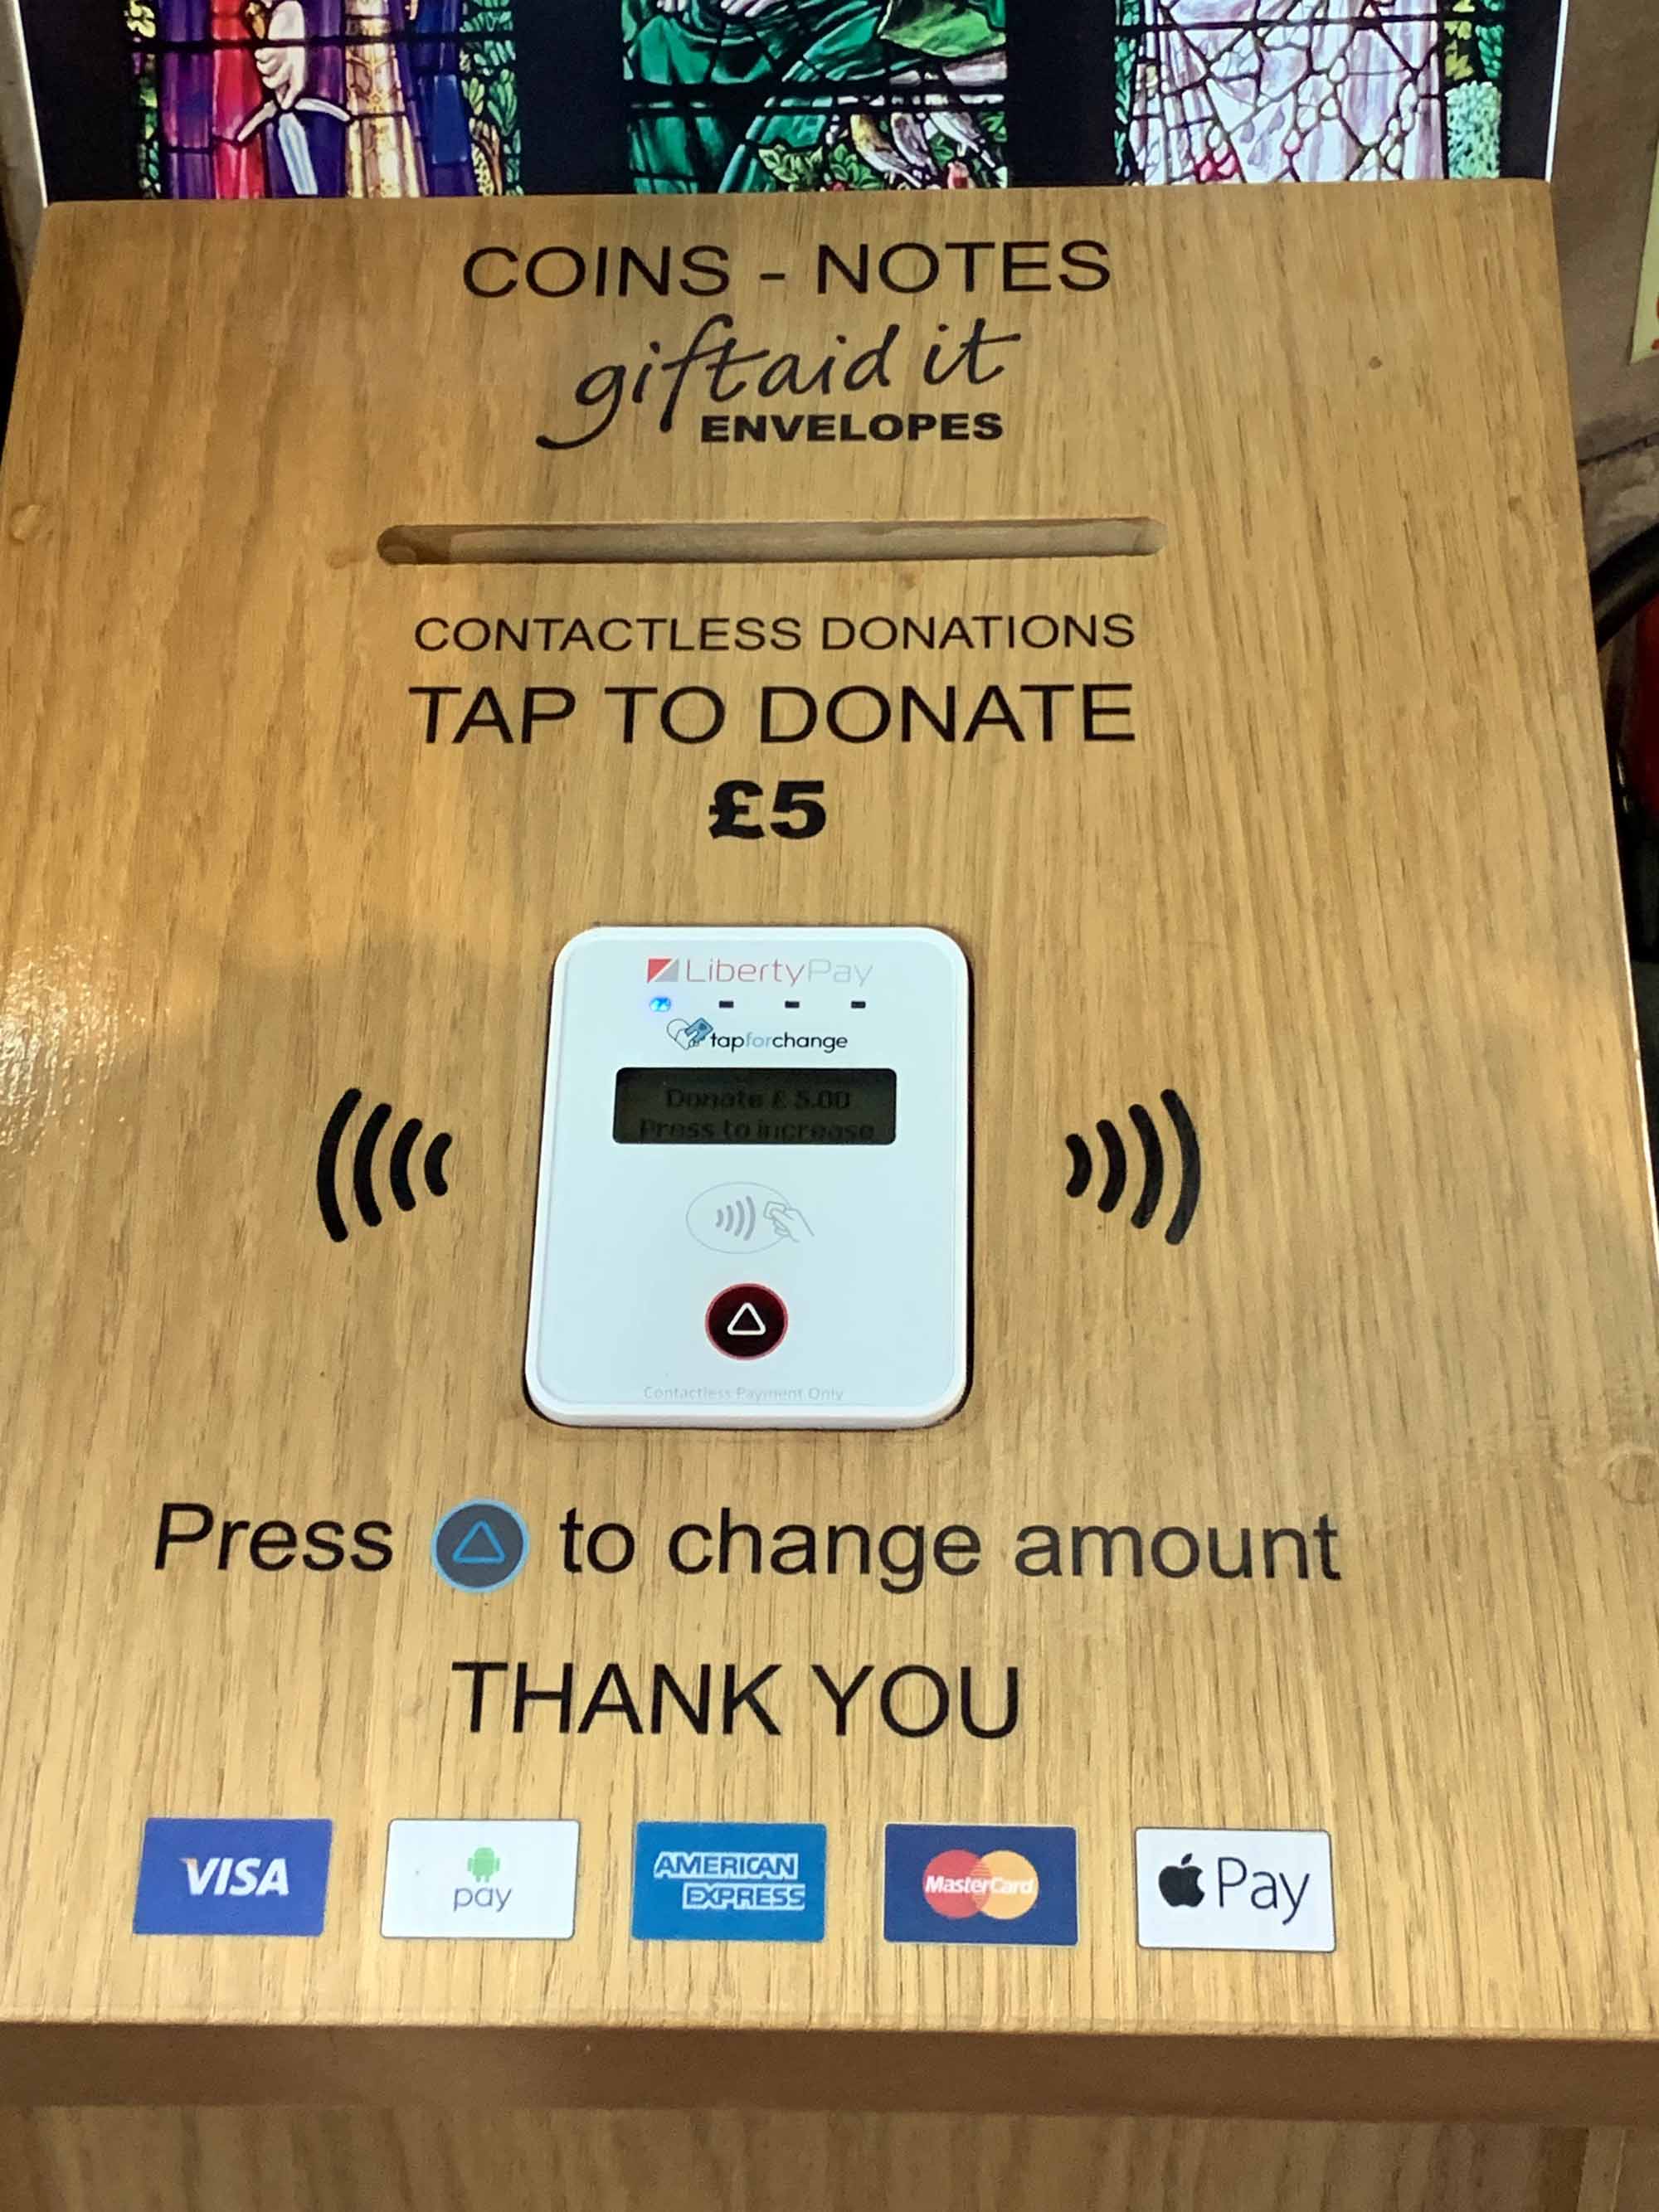 COINS - NOTES
giftaid it
ENVELOPES
CONTACTLESS DONATIONS
TAP TO DONATE
£5
LibertyPay
tapforchange
Donate £ 5.00
Press to increase
Contactless Payment Only
Press to change amount
THANK YOU
VISA
pay
AMERICAN
EXPRESS
MasterCard
Pay